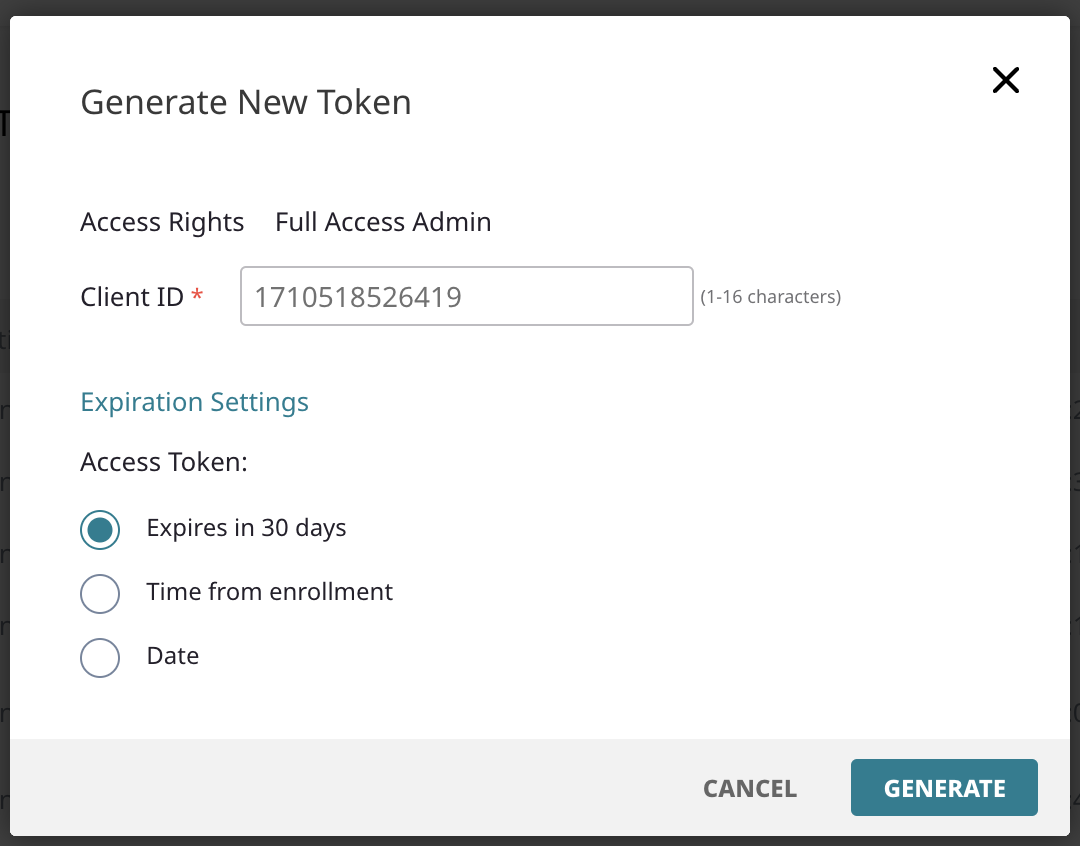 Generate New Token
Access Rights Full Access Admin
Client ID * 1710518526419 (1-16 characters)
Expiration Settings
Access Token:
Expires in 30 days
Time from enrollment
Date
CANCEL GENERATE